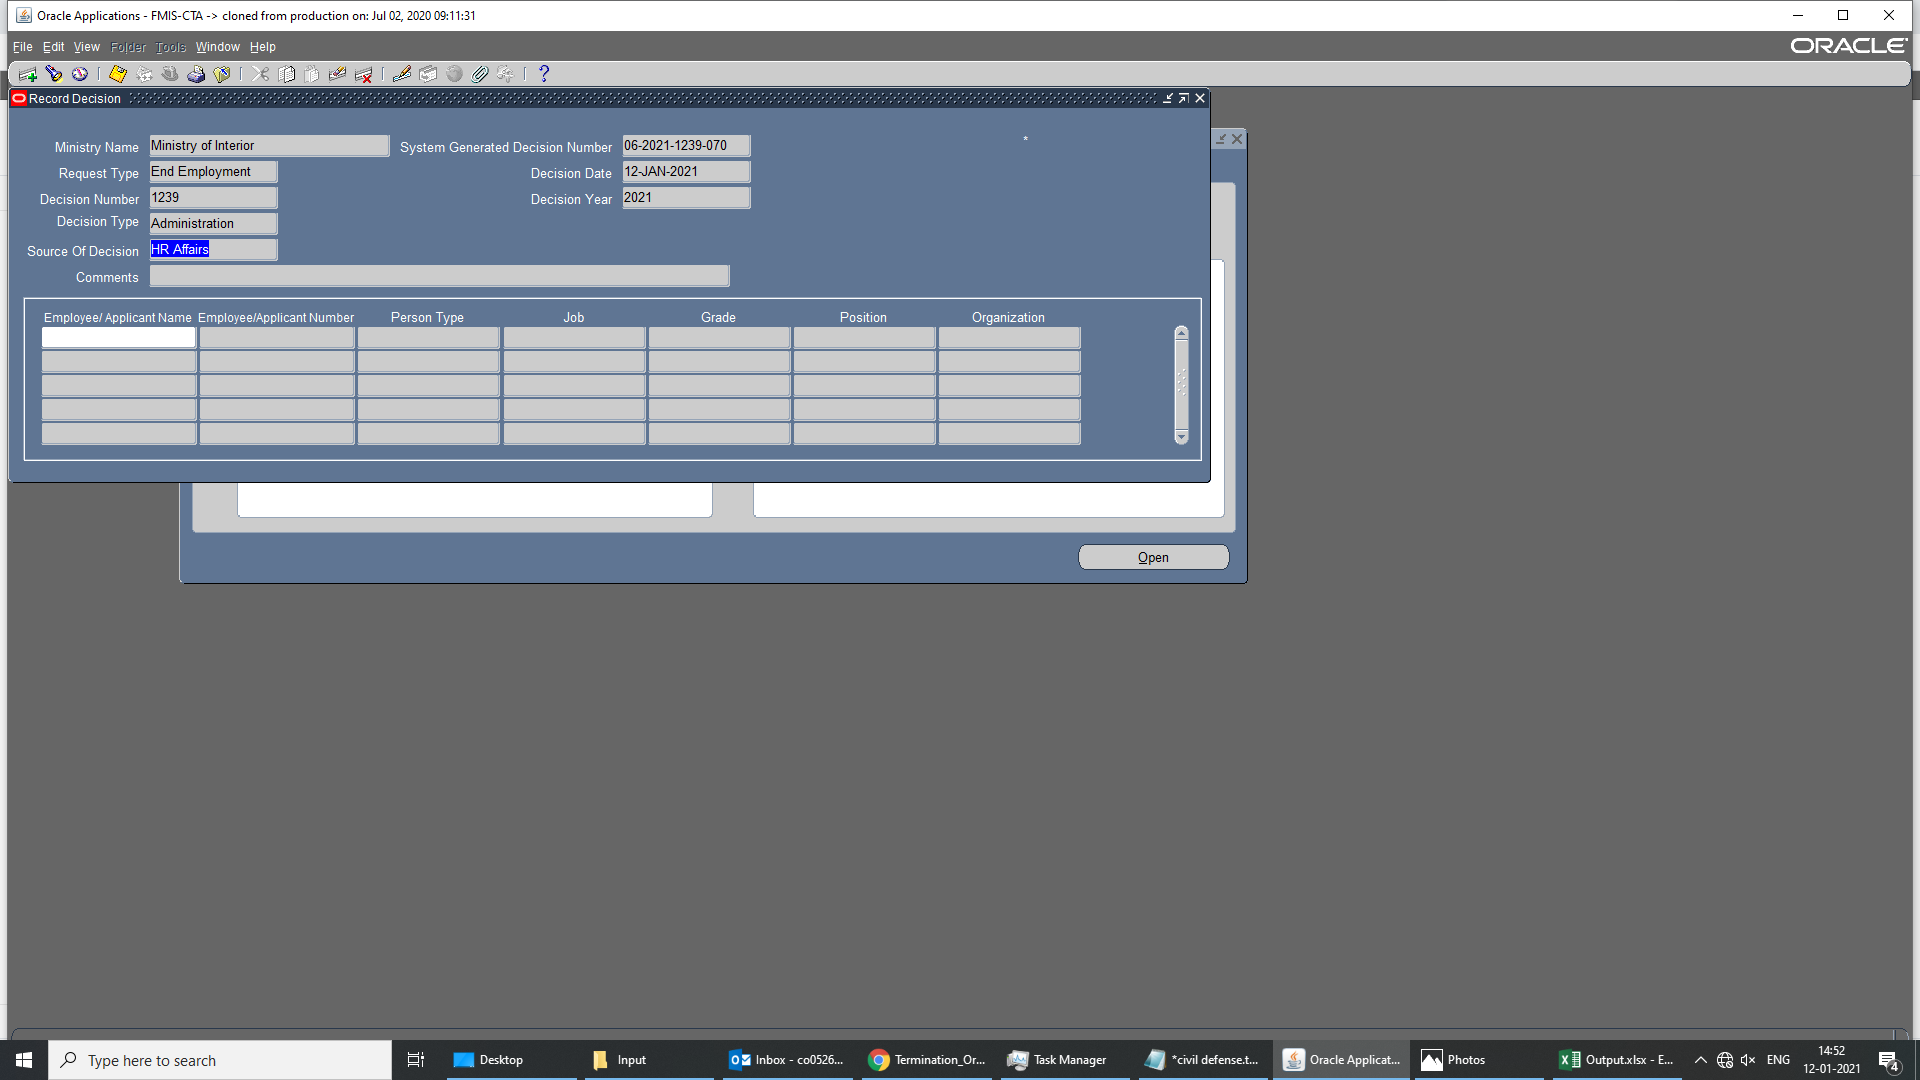 Oracle Applications - FMIS-CTA -> cloned from production on: Jul 02, 2020 09:11:31
File Edit View Folder Tools Window Help
ORACLE
Record Decision
Ministry Name Ministry of Interior System Generated Decision Number 06-2021-1239-070 *
Request Type End Employment Decision Date 12-JAN-2021
Decision Number 1239 Decision Year 2021
Decision Type Administration
Source Of Decision HR Affairs
Comments
Employee/ Applicant Name Employee/Applicant Number Person Type Job Grade Position Organization
Open
Type here to search Desktop Input Inbox - co0526... Termination_Or... Task Manager *civil defense.t... Oracle Applicat... Photos Output.xlsx - E... ENG 14:52
12-01-2021 4